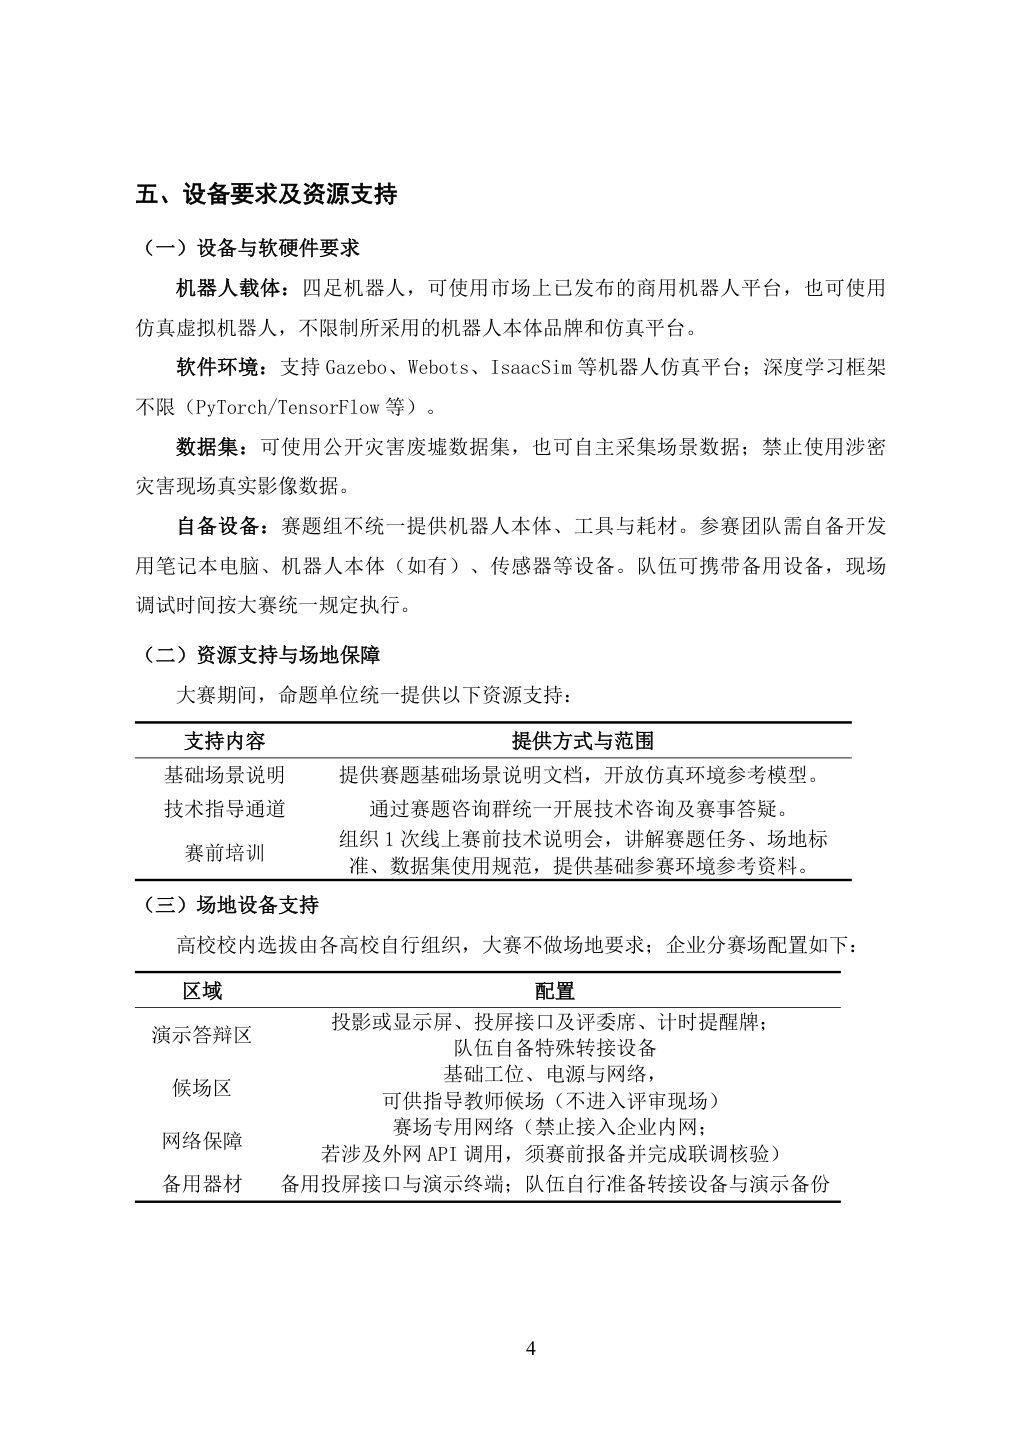 五、设备要求及资源支持
（一）设备与软硬件要求
机器人载体：四足机器人，可使用市场上已发布的商用机器人平台，也可使用
仿真虚拟机器人，不限制所采用的机器人本体品牌和仿真平台。
软件环境：支持 Gazebo、Webots、IsaacSim 等机器人仿真平台；深度学习框架
不限（PyTorch/TensorFlow 等）。
数据集：可使用公开灾害废墟数据集，也可自主采集场景数据；禁止使用涉密
灾害现场真实影像数据。
自备设备：赛题组不统一提供机器人本体、工具与耗材。参赛团队需自备开发
用笔记本电脑、机器人本体（如有）、传感器等设备。队伍可携带备用设备，现场
调试时间按大赛统一规定执行。
（二）资源支持与场地保障
大赛期间，命题单位统一提供以下资源支持：
支持内容 提供方式与范围
基础场景说明 提供赛题基础场景说明文档，开放仿真环境参考模型。
技术指导通道 通过赛题咨询群统一开展技术咨询及赛事答疑。
赛前培训 组织 1 次线上赛前技术说明会，讲解赛题任务、场地标
准、数据集使用规范，提供基础参赛环境参考资料。
（三）场地设备支持
高校校内选拔由各高校自行组织，大赛不做场地要求；企业分赛场配置如下：
区域 配置
演示答辩区 投影或显示屏、投屏接口及评委席、计时提醒牌；
队伍自备特殊转接设备
候场区 基础工位、电源与网络，
可供指导教师候场（不进入评审现场）
网络保障 赛场专用网络（禁止接入企业内网；
若涉及外网 API 调用，须赛前报备并完成联调核验）
备用器材 备用投屏接口与演示终端；队伍自行准备转接设备与演示备份
4